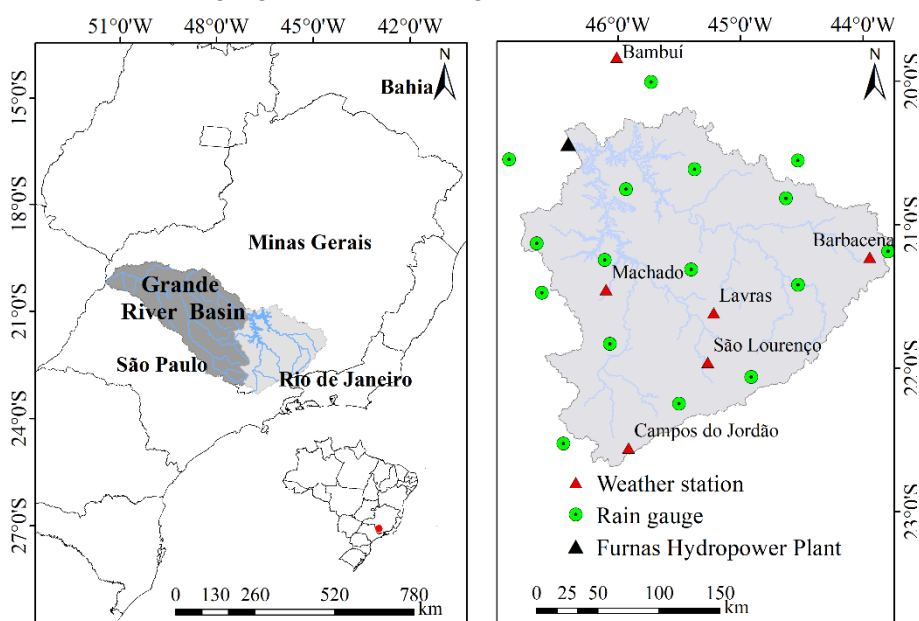 51°0'W 48°0'W 45°0'W 42°0'W
N
Bahia
15°0'S
18°0'S
21°0'S
24°0'S
27°0'S
Minas Gerais
Grande
River Basin
São Paulo
Rio de Janeiro
0 130 260 520 780
km
46°0'W 45°0'W 44°0'W
N
Bambuí
20°0'S
21°0'S
22°0'S
23°0'S
Barbacena
Machado
Lavras
São Lourenço
Campos do Jordão
Weather station
Rain gauge
Furnas Hydropower Plant
0 25 50 100 150
km